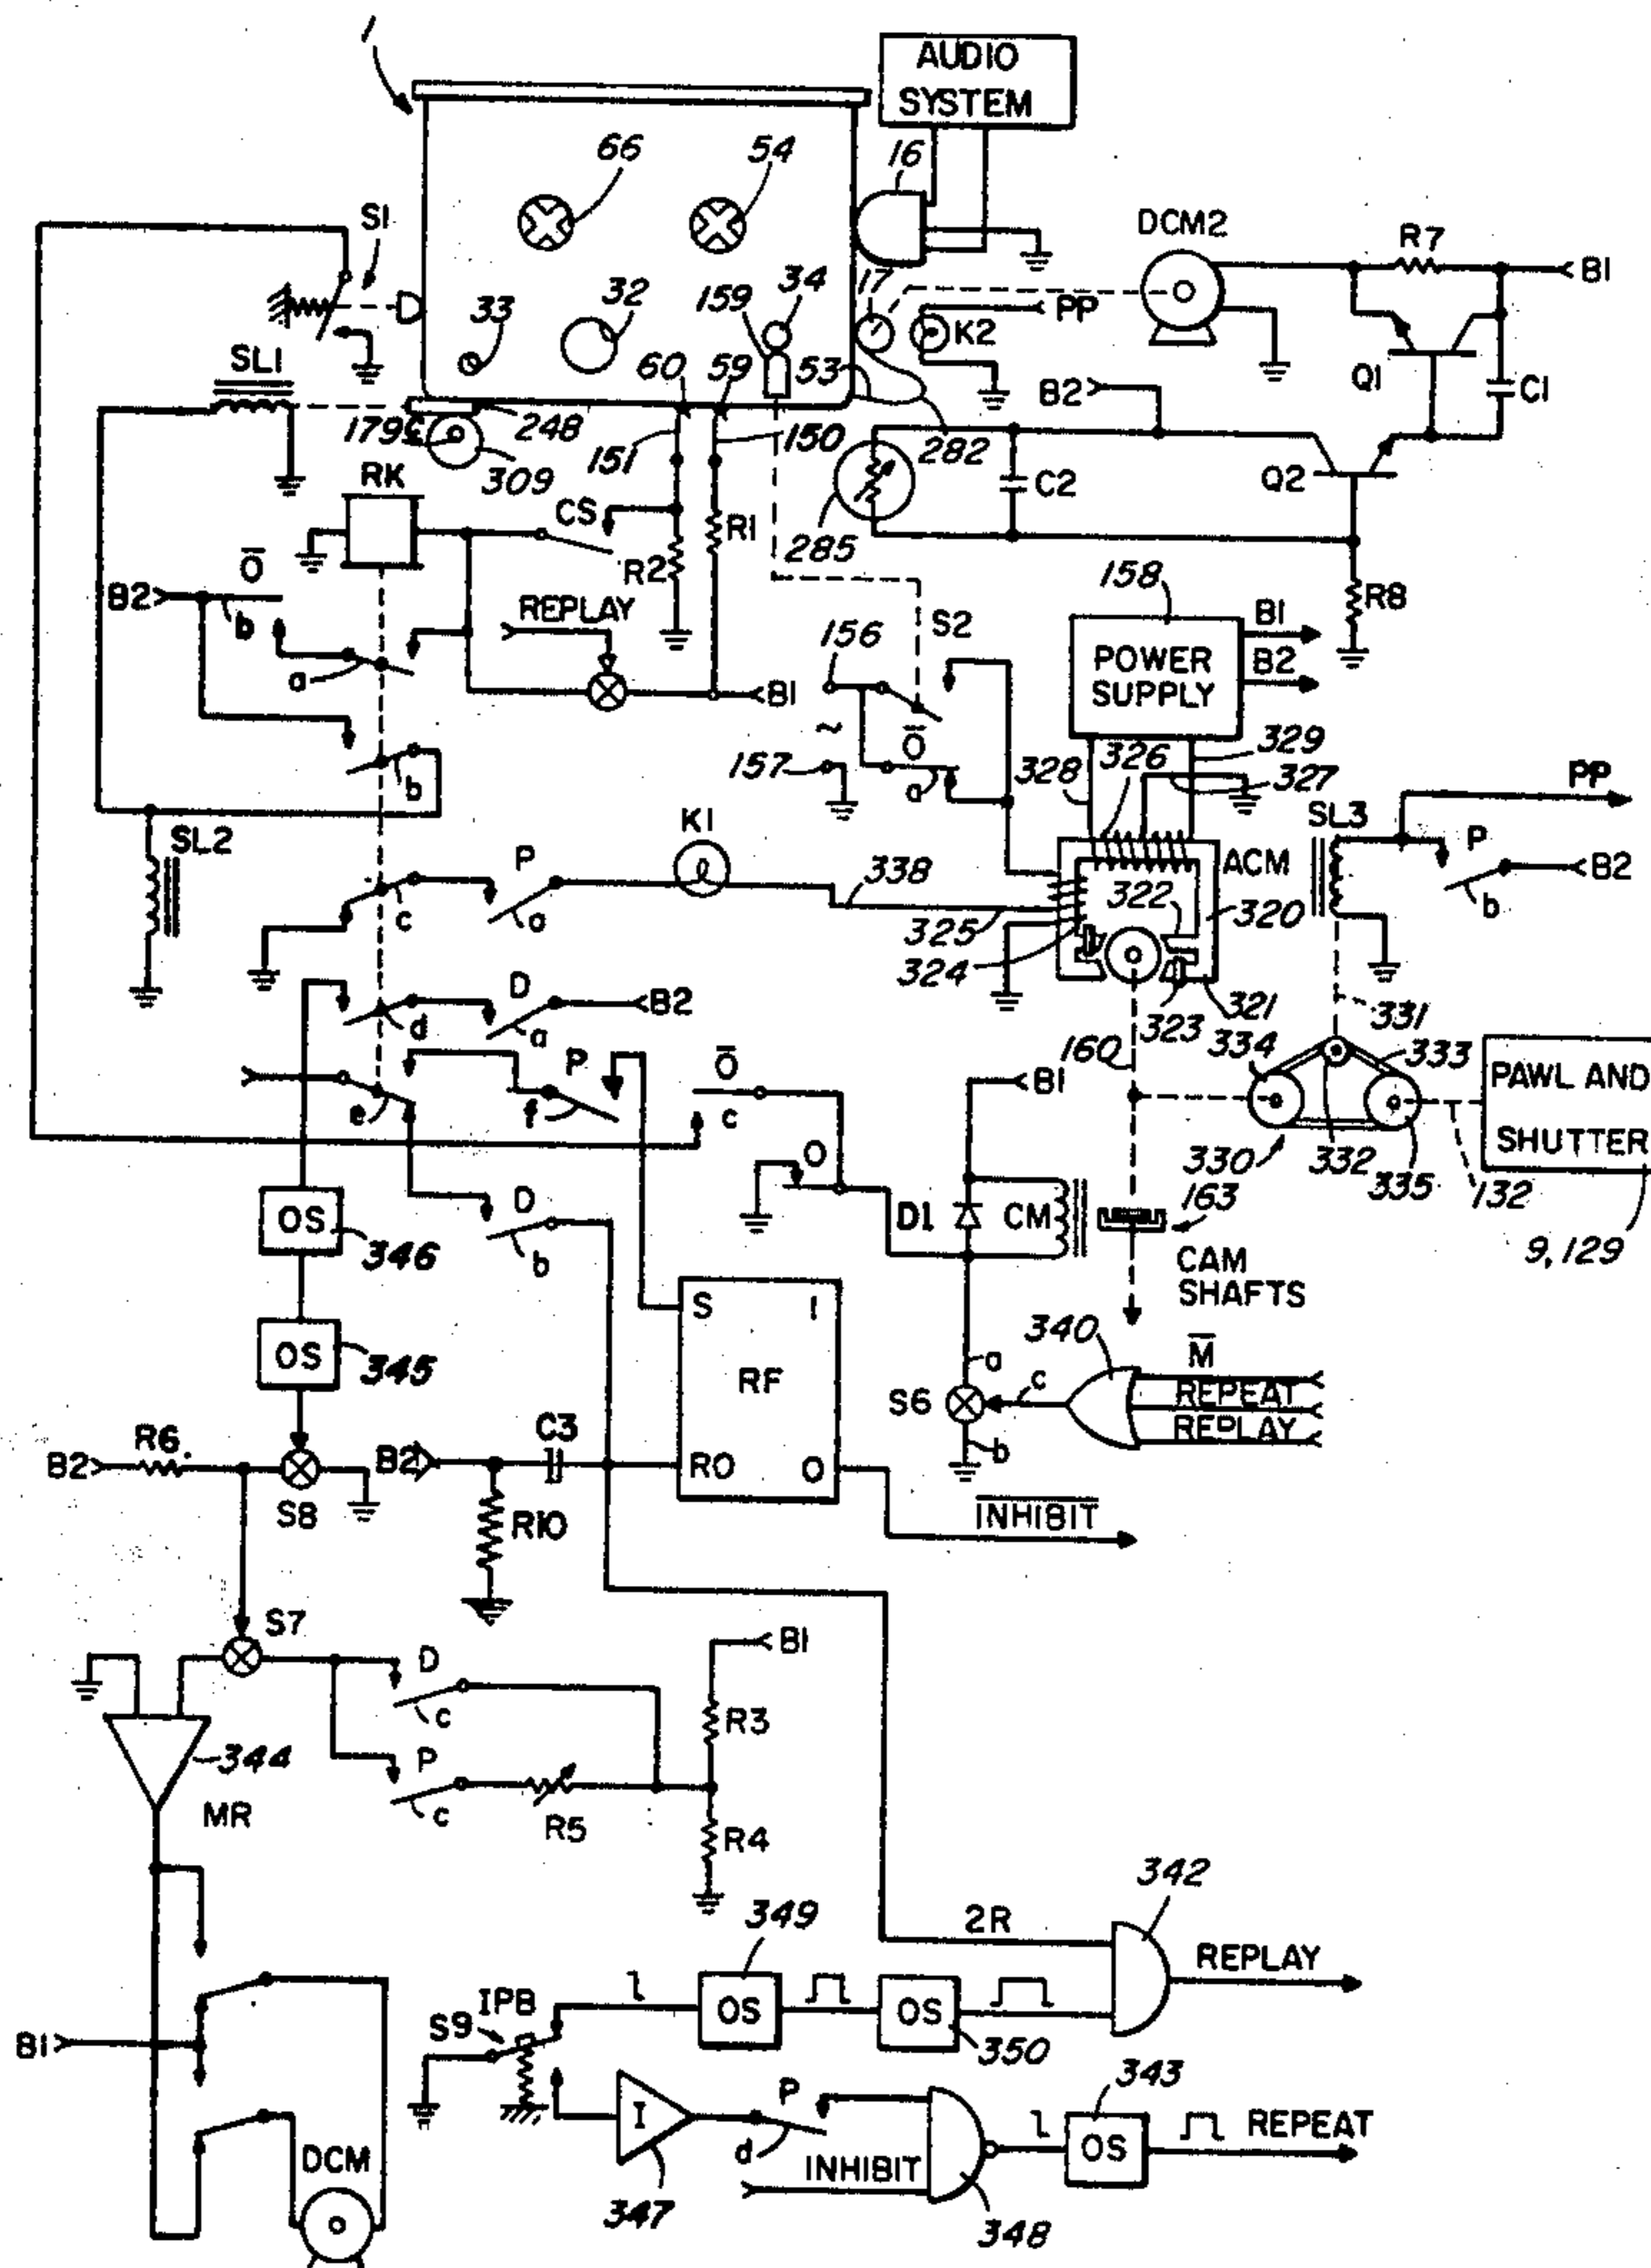 1
AUDIO
SYSTEM
66
54
16
S1
DCM2
R7
B1
33
32
159
34
17
PP
K2
SL1
60
59
53
Q1
C1
B2
179
248
151
150
282
C2
Q2
309
RK
CS
R1
285
O̅
R2
158
R8
B2
b
REPLAY
S2
B1
156
POWER
SUPPLY
B2
a
B1
~
O̅
326
329
157
a
328
327
PP
b
K1
SL3
SL2
P
ACM
P
B2
338
322
320
b
c
a
325
324
D
B2
323
321
331
d
a
160
334
333
P
O̅
B1
PAWL AND
SHUTTER
e
f
c
O
330
332
335
132
D
D1
CM
163
OS
346
b
CAM
SHAFTS
9,129
S
1
340
M̅
OS
345
RF
a
REPEAT
S6
c
REPLAY
R6
C3
b
B2
B2
RO
O
S8
R10
I̅N̅H̅I̅B̅I̅T̅
S7
B1
D
c
R3
344
P
MR
c
R5
R4
342
349
2R
REPLAY
IPB
S9
OS
OS
350
B1
343
P
I
REPEAT
DCM
d
INHIBIT
OS
347
348